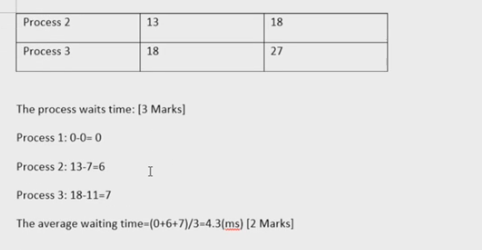 Process 2 13 18
Process 3 18 27
The process waits time: [3 Marks]
Process 1: 0-0= 0
Process 2: 13-7=6
Process 3: 18-11=7
The average waiting time=(0+6+7)/3=4.3(ms) [2 Marks]